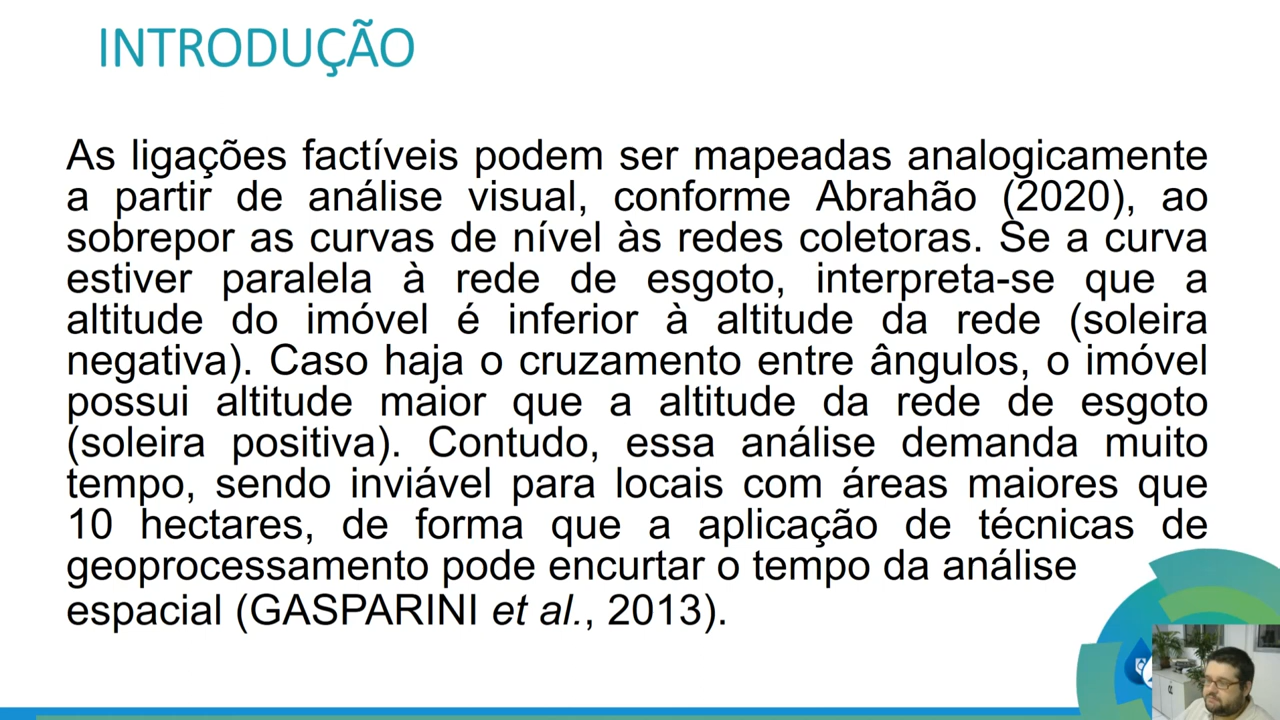 INTRODUÇÃO
As ligações factíveis podem ser mapeadas analogicamente
a partir de análise visual, conforme Abrahão (2020), ao
sobrepor as curvas de nível às redes coletoras. Se a curva
estiver paralela à rede de esgoto, interpreta-se que a
altitude do imóvel é inferior à altitude da rede (soleira
negativa). Caso haja o cruzamento entre ângulos, o imóvel
possui altitude maior que a altitude da rede de esgoto
(soleira positiva). Contudo, essa análise demanda muito
tempo, sendo inviável para locais com áreas maiores que
10 hectares, de forma que a aplicação de técnicas de
geoprocessamento pode encurtar o tempo da análise
espacial (GASPARINI et al., 2013).